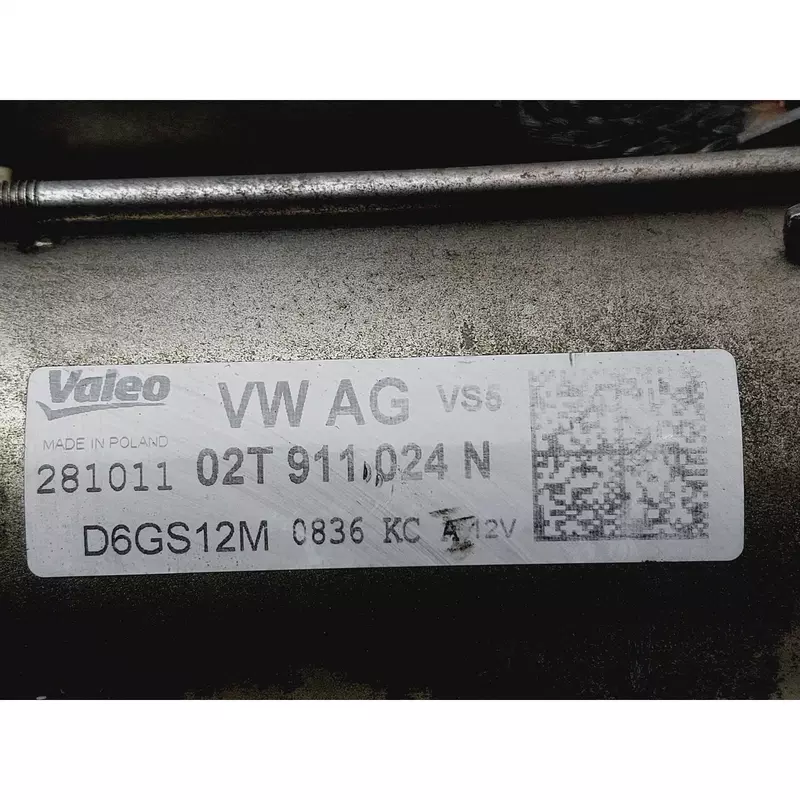 Valeo VW AG VS5
MADE IN POLAND
281011 02T 911 024 N
D6GS12M 0836 KC A 12V